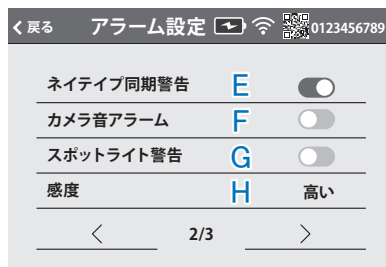 戻る アラーム設定 0123456789
ネイテイプ同期警告 E
カメラ音アラーム F
スポットライト警告 G
感度 H 高い
2/3